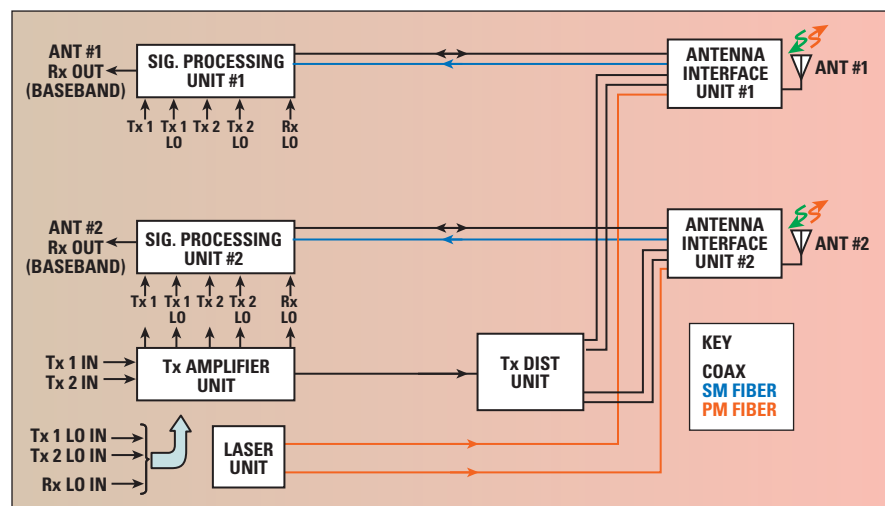 ANT #1
Rx OUT
(BASEBAND)
SIG. PROCESSING
UNIT #1
ANTENNA
INTERFACE
UNIT #1
ANT #1
Tx 1
Tx 1
LO
Tx 2
Tx 2
LO
Rx
LO
ANT #2
Rx OUT
(BASEBAND)
SIG. PROCESSING
UNIT #2
ANTENNA
INTERFACE
UNIT #2
ANT #2
Tx 1
Tx 1
LO
Tx 2
Tx 2
LO
Rx
LO
Tx 1 IN
Tx 2 IN
Tx AMPLIFIER
UNIT
Tx DIST
UNIT
KEY
COAX
SM FIBER
PM FIBER
Tx 1 LO IN
Tx 2 LO IN
Rx LO IN
LASER
UNIT